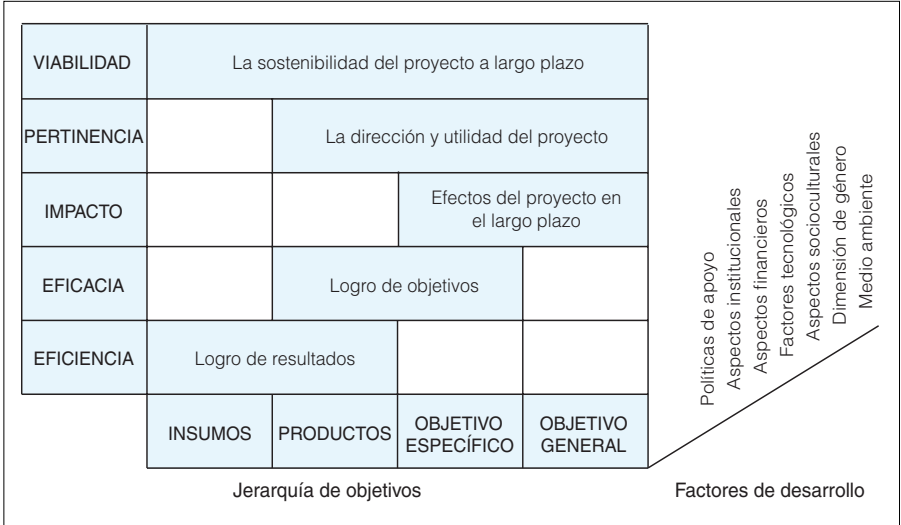 VIABILIDAD
La sostenibilidad del proyecto a largo plazo
PERTINENCIA
La dirección y utilidad del proyecto
IMPACTO
Efectos del proyecto en
el largo plazo
EFICACIA
Logro de objetivos
EFICIENCIA
Logro de resultados
INSUMOS
PRODUCTOS
OBJETIVO
ESPECÍFICO
OBJETIVO
GENERAL
Jerarquía de objetivos
Políticas de apoyo
Aspectos institucionales
Aspectos financieros
Factores tecnológicos
Aspectos socioculturales
Dimensión de género
Medio ambiente
Factores de desarrollo